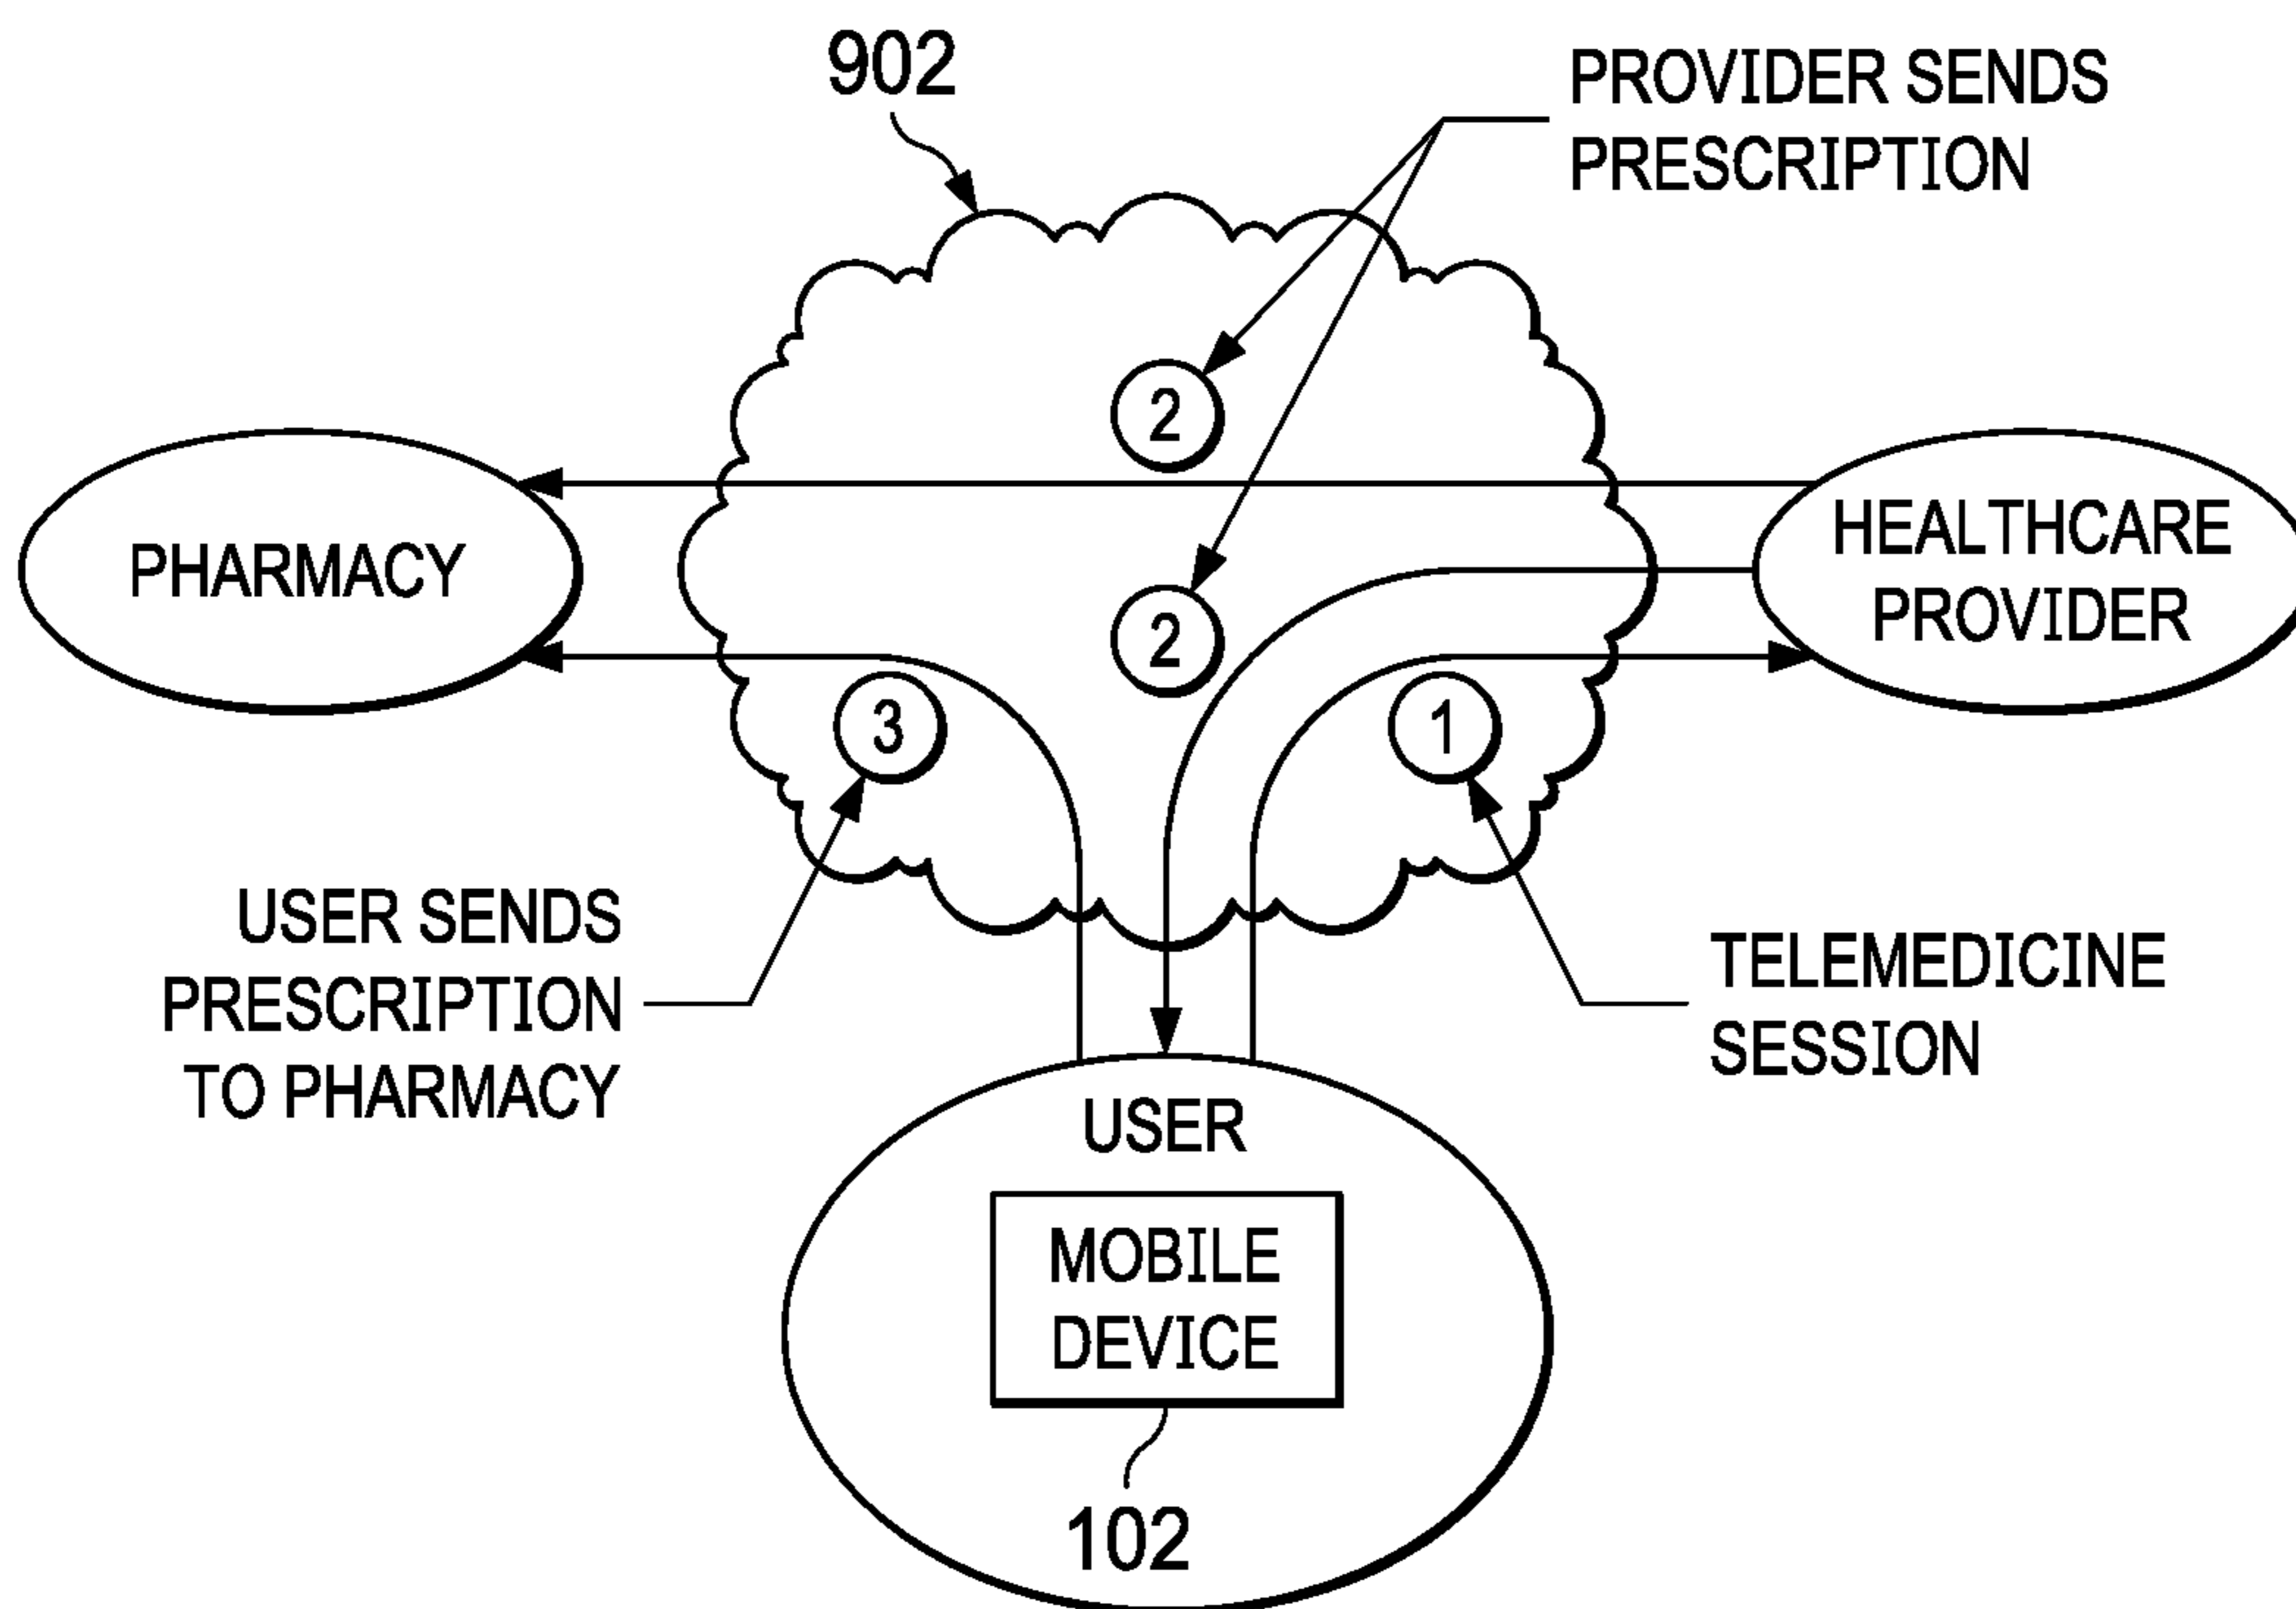 902
PROVIDER SENDS
PRESCRIPTION
2
PHARMACY
HEALTHCARE
PROVIDER
2
3
1
USER SENDS
PRESCRIPTION
TO PHARMACY
TELEMEDICINE
SESSION
USER
MOBILE
DEVICE
102